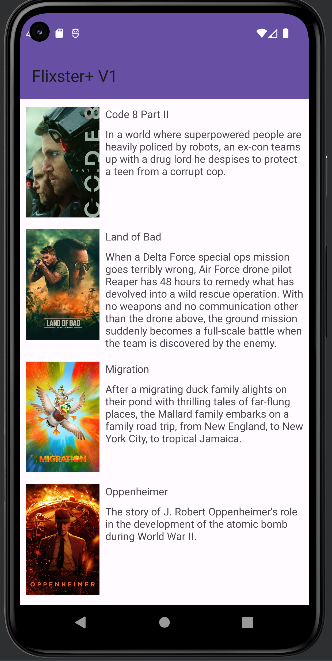 Flixster+ V1
CODE 8
Code 8 Part II
In a world where superpowered people are
heavily policed by robots, an ex-con teams
up with a drug lord he despises to protect
a teen from a corrupt cop.
LAND OF BAD
Land of Bad
When a Delta Force special ops mission
goes terribly wrong, Air Force drone pilot
Reaper has 48 hours to remedy what has
devolved into a wild rescue operation. With
no weapons and no communication other
than the drone above, the ground mission
suddenly becomes a full-scale battle when
the team is discovered by the enemy.
MIGRATION
Migration
After a migrating duck family alights on
their pond with thrilling tales of far-flung
places, the Mallard family embarks on a
family road trip, from New England, to New
York City, to tropical Jamaica.
OPPENHEIMER
Oppenheimer
The story of J. Robert Oppenheimer's role
in the development of the atomic bomb
during World War II.